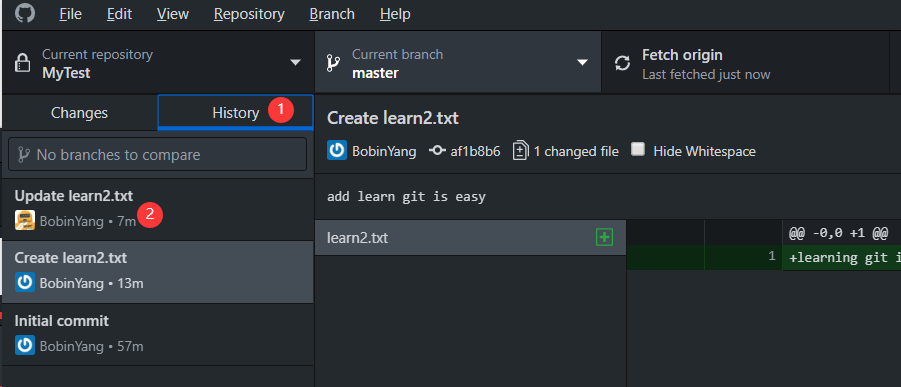 File Edit View Repository Branch Help
Current repository
MyTest
Current branch
master
Fetch origin
Last fetched just now
Changes
History
1
No branches to compare
Update learn2.txt
BobinYang • 7m
2
Create learn2.txt
BobinYang • 13m
Initial commit
BobinYang • 57m
Create learn2.txt
BobinYang af1b8b6 1 changed file Hide Whitespace
add learn git is easy
learn2.txt
@@ -0,0 +1 @@
1 +learning git i